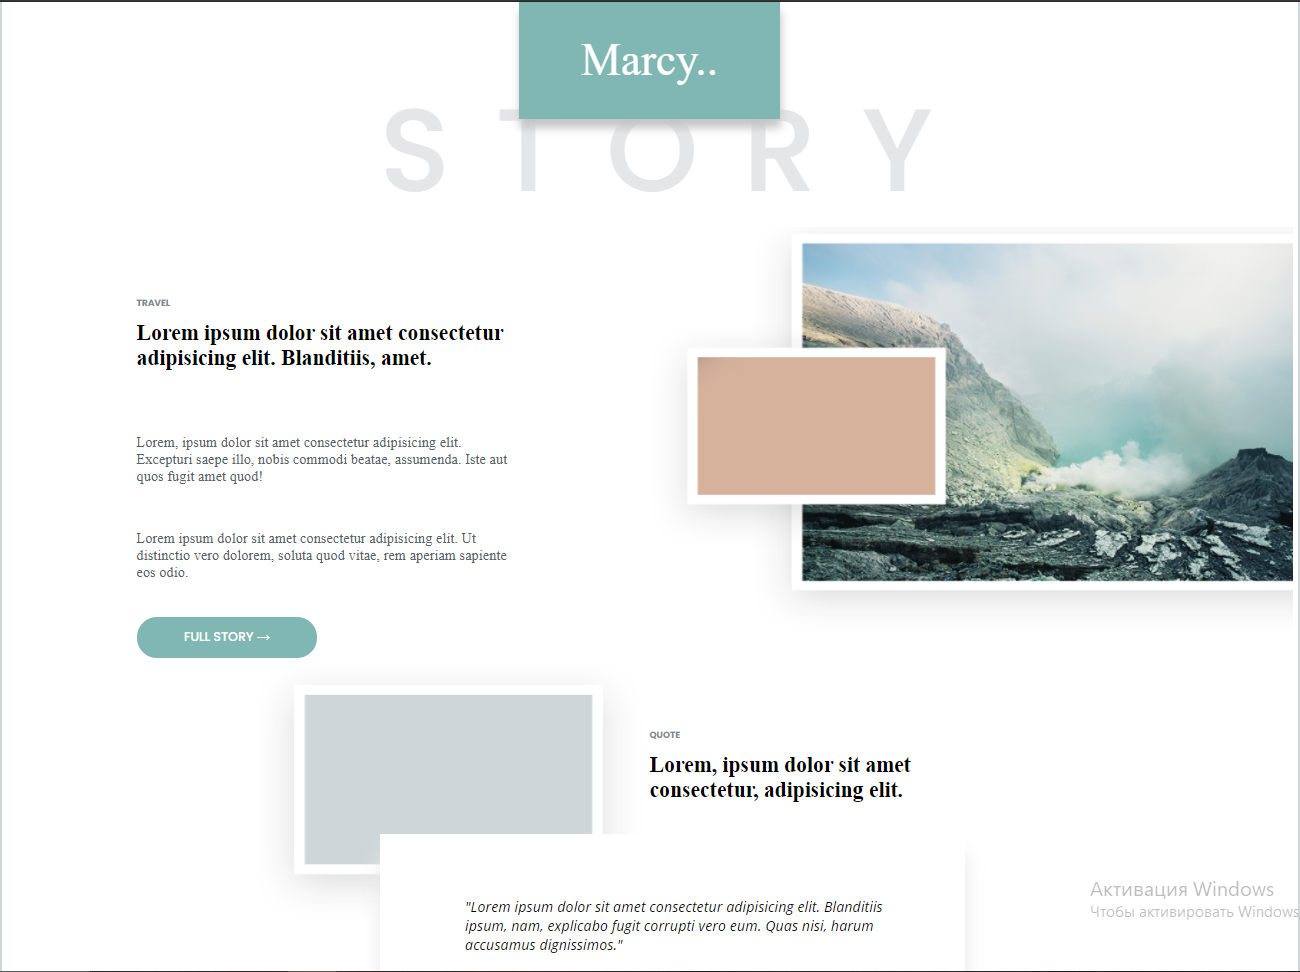 Marcy..
STORY
TRAVEL
Lorem ipsum dolor sit amet consectetur
adipisicing elit. Blanditiis, amet.
Lorem, ipsum dolor sit amet consectetur adipisicing elit.
Excepturi saepe illo, nobis commodi beatae, assumenda. Iste aut
quos fugit amet quod!
Lorem ipsum dolor sit amet consectetur adipisicing elit. Ut
distinctio vero dolorem, soluta quod vitae, rem aperiam sapiente
eos odio.
FULL STORY →
QUOTE
Lorem, ipsum dolor sit amet
consectetur, adipisicing elit.
"Lorem ipsum dolor sit amet consectetur adipisicing elit. Blanditiis
ipsum, nam, explicabo fugit corrupti vero eum. Quas nisi, harum
accusamus dignissimos."
Активация Windows
Чтобы активировать Windows